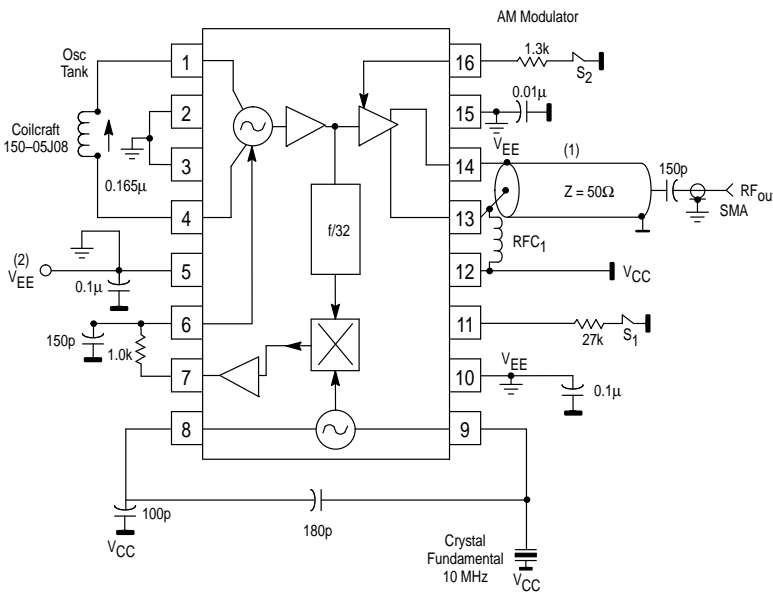 AM Modulator
Osc
Tank
Coilcraft
150–05J08
0.165µ
1
2
3
4
5
6
7
8
16
15
14
13
12
11
10
9
1.3k
S2
0.01µ
VEE
(1)
Z = 50Ω
150p
RFout
SMA
RFC1
VCC
f/32
(2)
VEE
0.1µ
150p
1.0k
27k
S1
VEE
0.1µ
100p
VCC
180p
Crystal
Fundamental
10 MHz
VCC